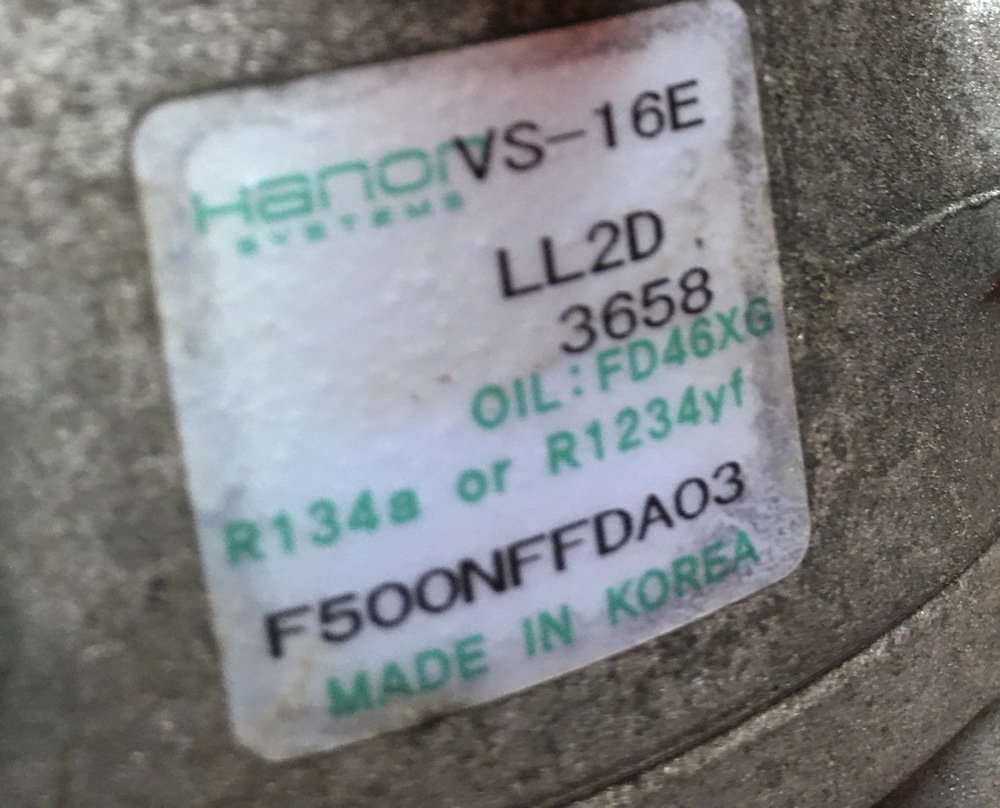 Hanon VS-16E
SYSTEMS
LL2D
3658
OIL:FD46XG
R134a or R1234yf
F500NFFDA03
MADE IN KOREA